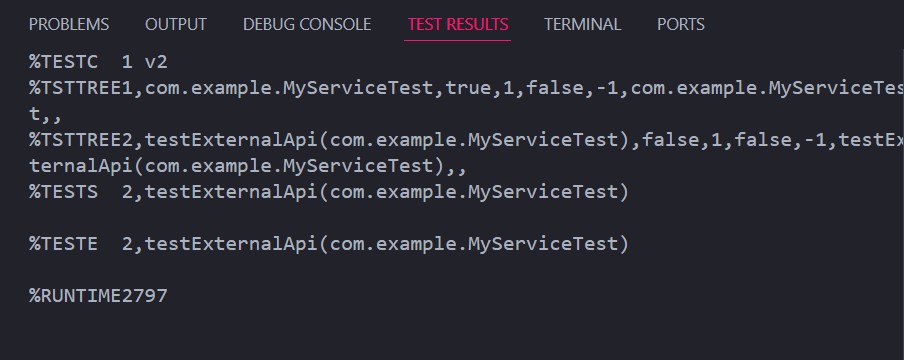 PROBLEMS OUTPUT DEBUG CONSOLE TEST RESULTS TERMINAL PORTS
%TESTC  1 v2
%TSTTREE1,com.example.MyServiceTest,true,1,false,-1,com.example.MyServiceTes
t,,
%TSTTREE2,testExternalApi(com.example.MyServiceTest),false,1,false,-1,testEx
ternalApi(com.example.MyServiceTest),,
%TESTS  2,testExternalApi(com.example.MyServiceTest)
%TESTE  2,testExternalApi(com.example.MyServiceTest)
%RUNTIME2797